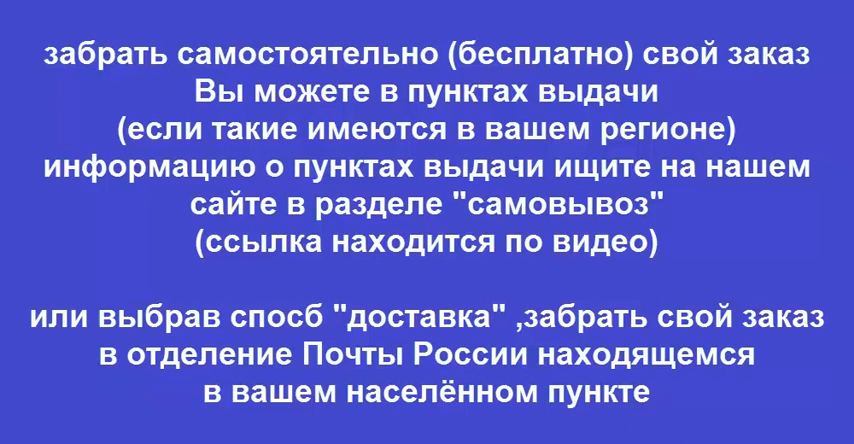 забрать самостоятельно (бесплатно) свой заказ
Вы можете в пунктах выдачи
(если такие имеются в вашем регионе)
информацию о пунктах выдачи ищите на нашем
сайте в разделе "самовывоз"
(ссылка находится по видео)
или выбрав спосб "доставка" ,забрать свой заказ
в отделение Почты России находящемся
в вашем населённом пункте